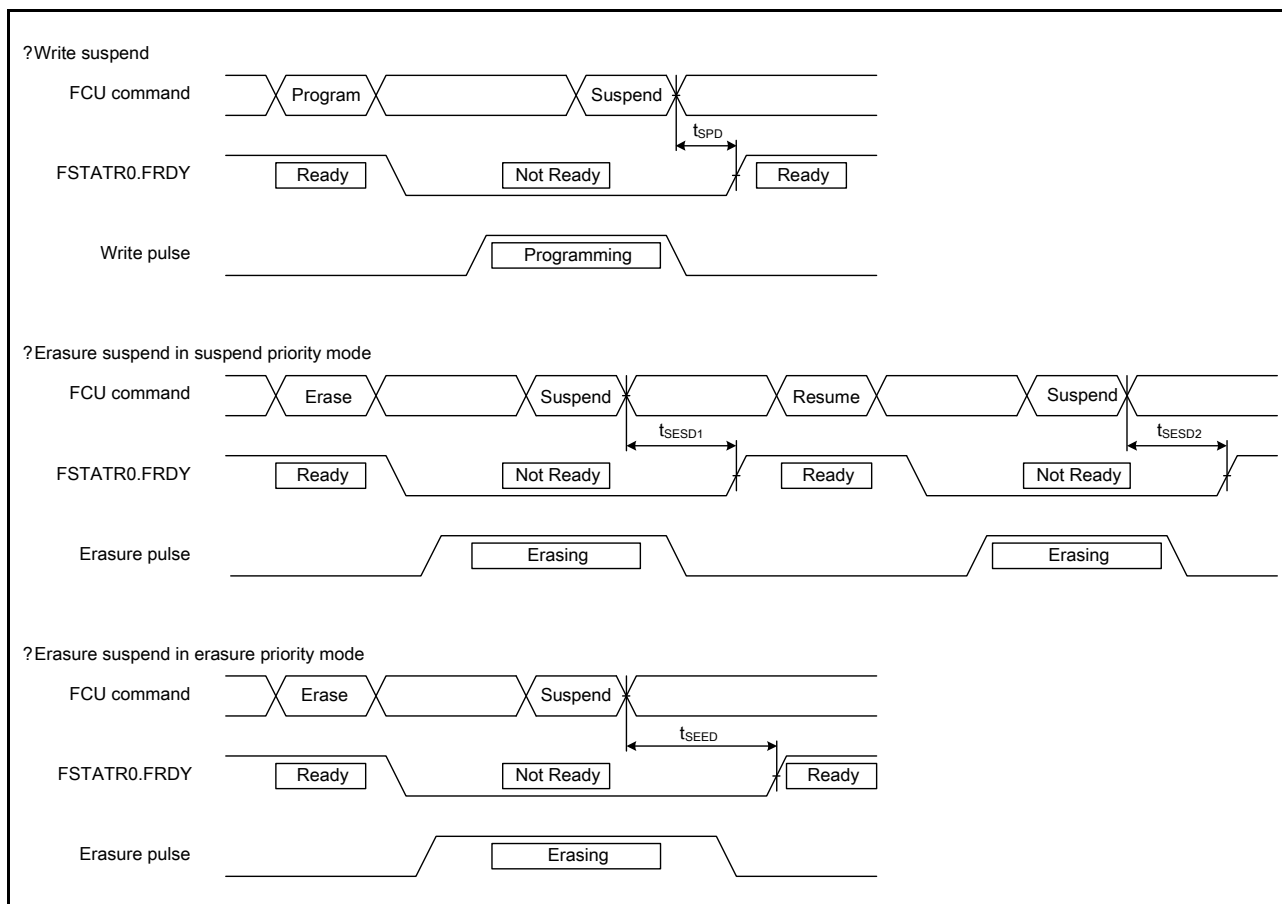 ?Write suspend
FCU command
Program
Suspend
tSPD
FSTATR0.FRDY
Ready
Not Ready
Ready
Write pulse
Programming
?Erasure suspend in suspend priority mode
FCU command
Erase
Suspend
Resume
Suspend
tSESD1
tSESD2
FSTATR0.FRDY
Ready
Not Ready
Ready
Not Ready
Erasure pulse
Erasing
Erasing
?Erasure suspend in erasure priority mode
FCU command
Erase
Suspend
tSEED
FSTATR0.FRDY
Ready
Not Ready
Ready
Erasure pulse
Erasing